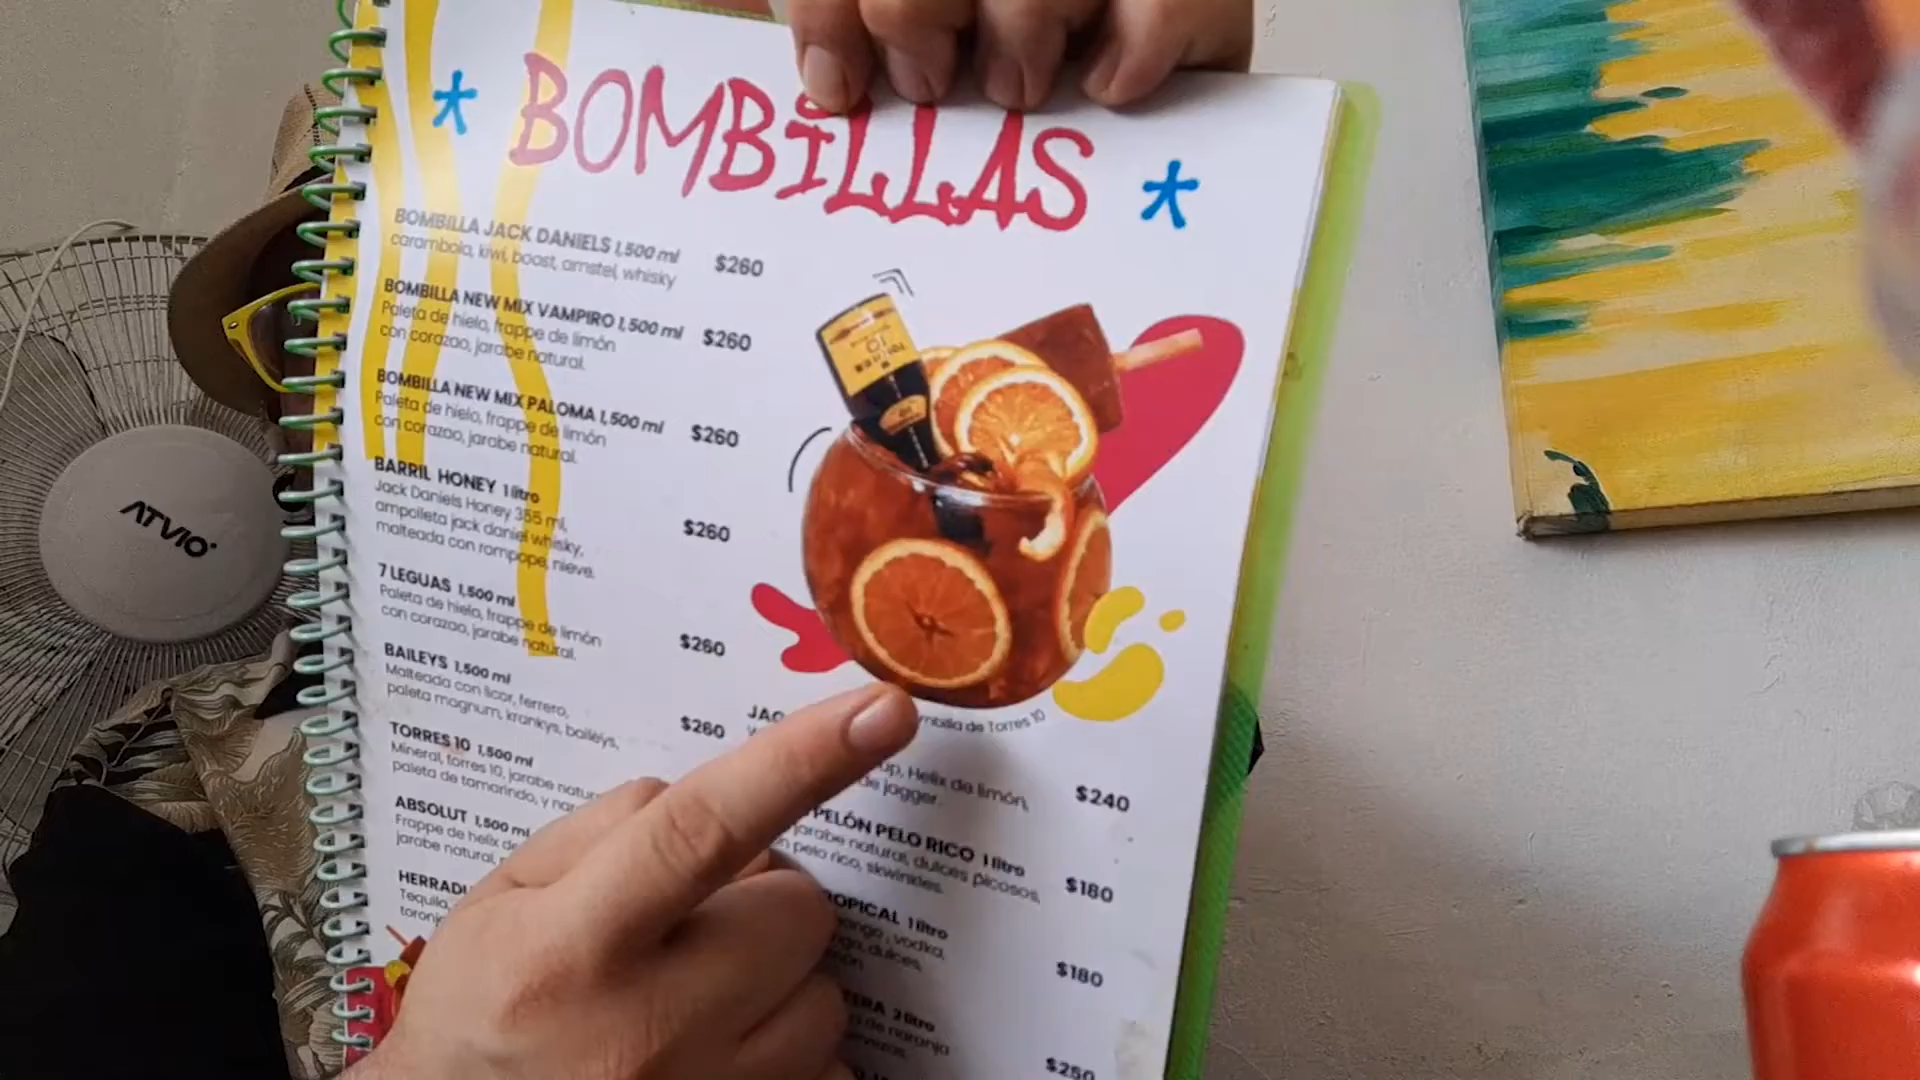 BOMBiLLAS
BOMBILLA JACK DANIELS 1,500 ml
carambola, kiwi, boost, amstel, whisky
$260
BOMBILLA NEW MIX VAMPIRO 1,500 ml
Paleta de hielo, frappe de limón
con corazao, jarabe natural.
$260
BOMBILLA NEW MIX PALOMA 1,500 ml
Paleta de hielo, frappe de limón
con corazao, jarabe natural.
$260
BARRIL HONEY 1 litro
Jack Daniels Honey 355 ml,
ampolleta jack daniel whisky,
malteada con rompope, nieve.
$260
7 LEGUAS 1,500 ml
Paleta de hielo, frappe de limón
con corazao, jarabe natural.
$260
BAILEYS 1,500 ml
Malteada con licor, ferrero,
paleta magnum, krankys, baileys,
$260
TORRES 10 1,500 ml
Mineral, torres 10, jarabe
paleta de tamarindo, y
ABSOLUT 1,500 ml
Frappe de helix de
jarabe natural,
HERRADU
Tequila,
de Torres 10
Helix de limón,
de jagger.
$240
PELÓN PELO RICO 1 litro
jarabe natural, dulces picosos,
pelo rico, skwinkles.
$180
TROPICAL 1 litro
vodka,
dulces,
$180
2 litro
de naranja
$250
ATVIO